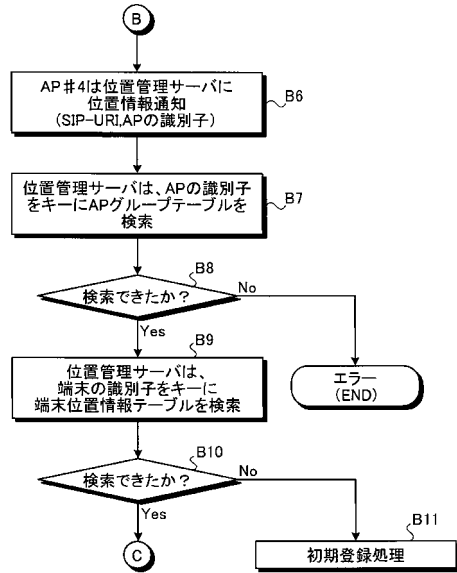 B
AP#4は位置管理サーバに
位置情報通知
(SIP-URI,APの識別子)
B6
位置管理サーバは、APの識別子
をキーにAPグループテーブルを
検索
B7
B8
検索できたか？
No
Yes
エラー
(END)
B9
位置管理サーバは、
端末の識別子をキーに
端末位置情報テーブルを検索
B10
検索できたか？
No
Yes
C
B11
初期登録処理